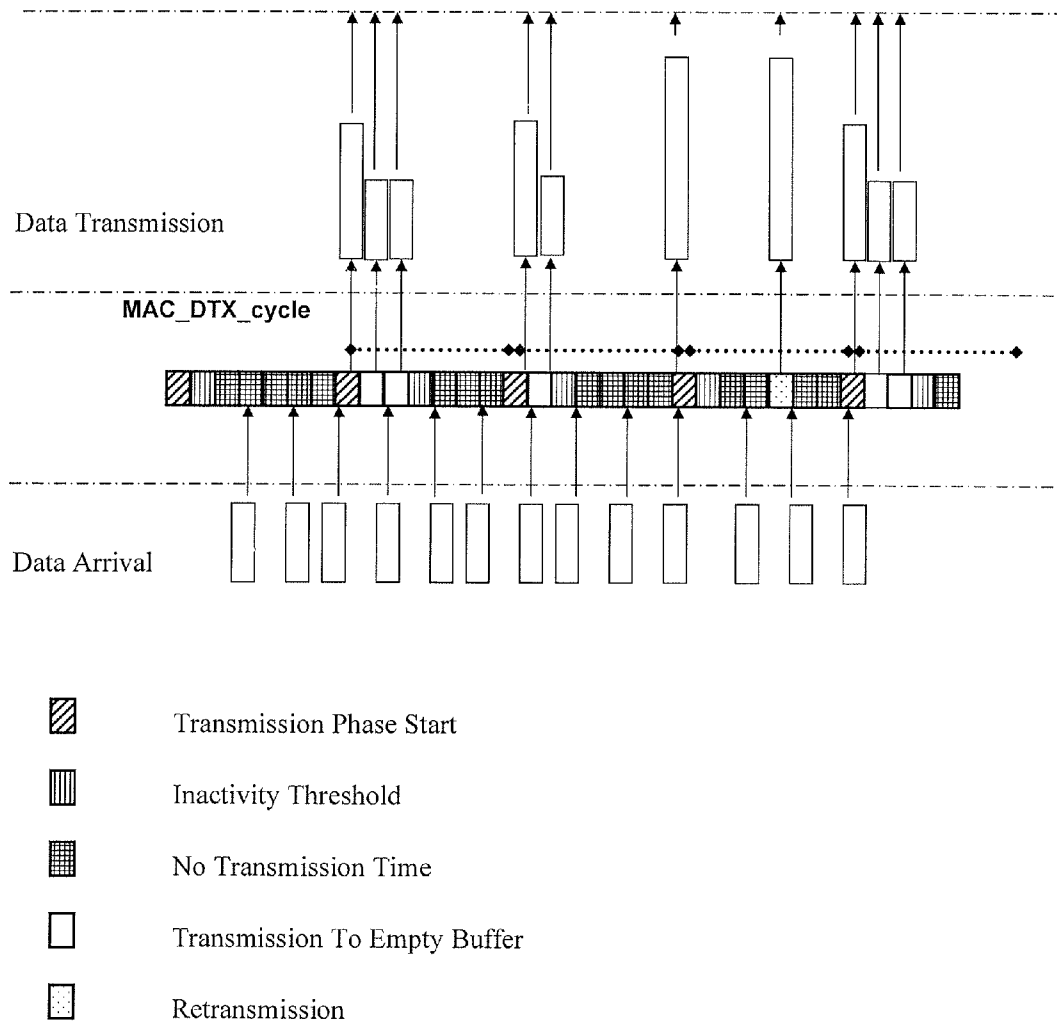 Data Transmission
MAC_DTX_cycle
Data Arrival
Transmission Phase Start
Inactivity Threshold
No Transmission Time
Transmission To Empty Buffer
Retransmission